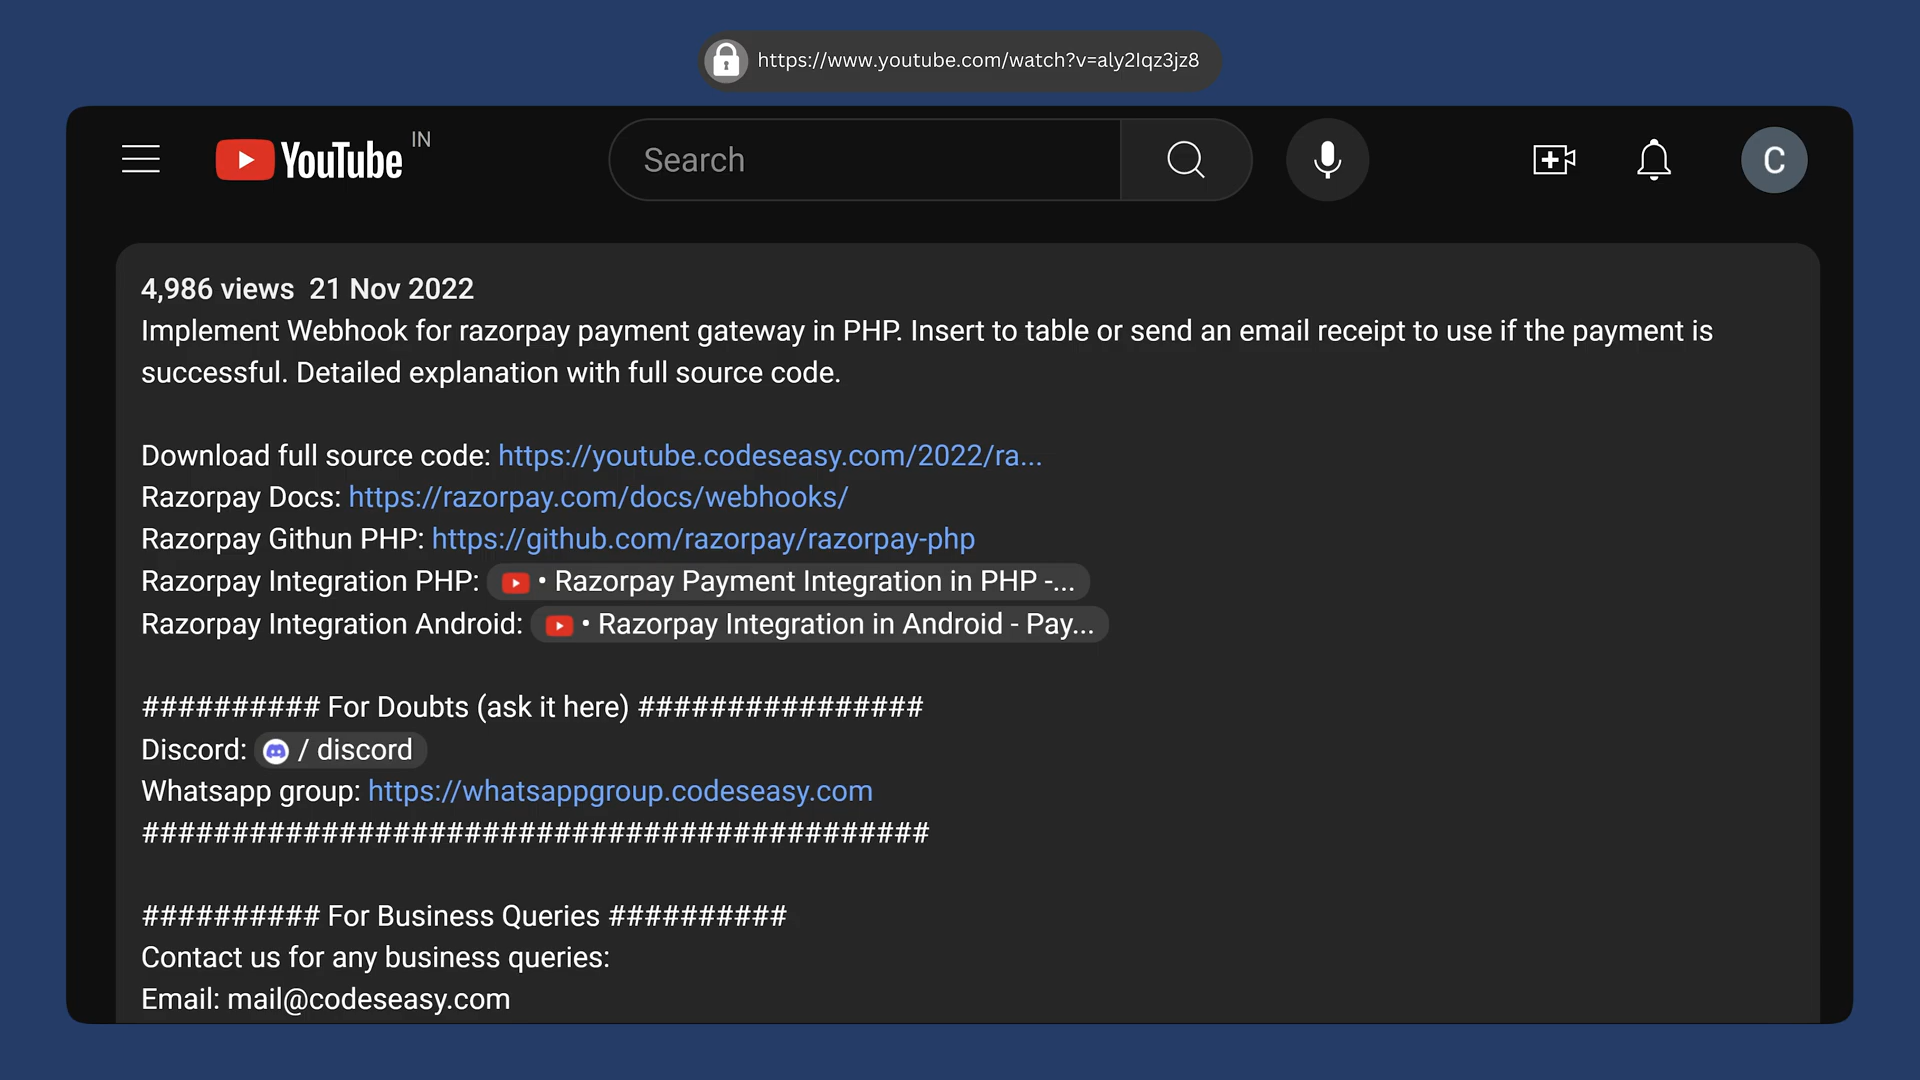 https://www.youtube.com/watch?v=aly2Iqz3jz8
YouTube IN
Search
C
4,986 views 21 Nov 2022
Implement Webhook for razorpay payment gateway in PHP. Insert to table or send an email receipt to use if the payment is
successful. Detailed explanation with full source code.
Download full source code: https://youtube.codeseasy.com/2022/ra...
Razorpay Docs: https://razorpay.com/docs/webhooks/
Razorpay Githun PHP: https://github.com/razorpay/razorpay-php
Razorpay Integration PHP: • Razorpay Payment Integration in PHP -...
Razorpay Integration Android: • Razorpay Integration in Android - Pay...
########## For Doubts (ask it here) ################
Discord: / discord
Whatsapp group: https://whatsappgroup.codeseasy.com
############################################
########## For Business Queries ##########
Contact us for any business queries:
Email: mail@codeseasy.com